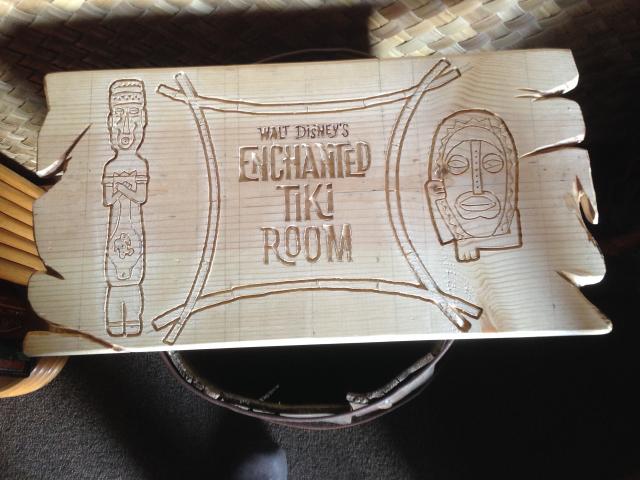 WALT DISNEY'S
ENCHANTED
TIKI
ROOM